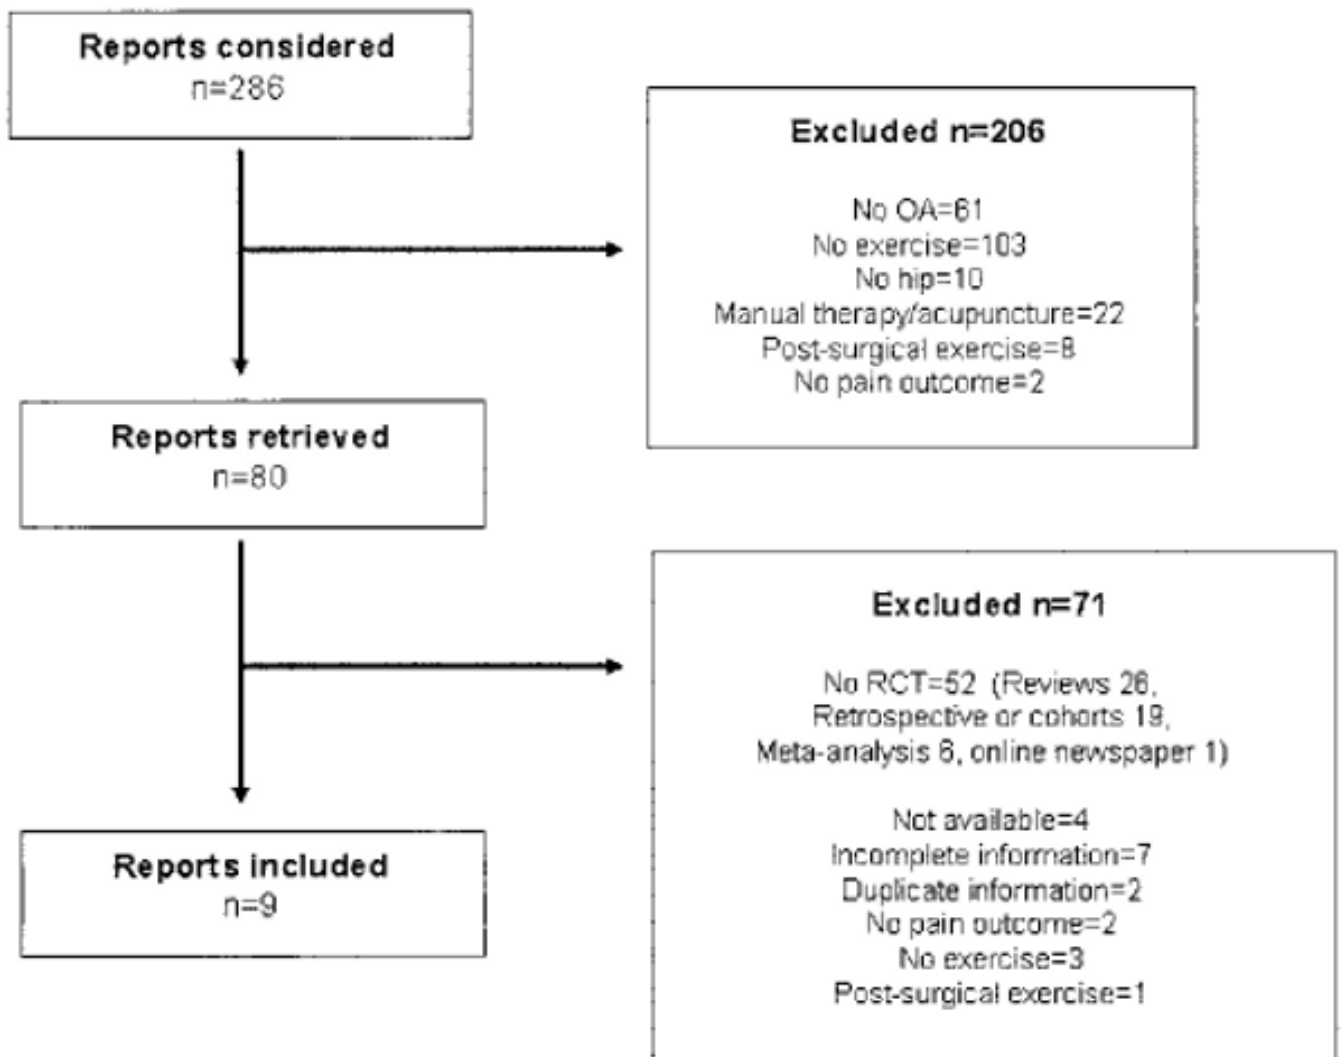 Reports considered
n=286
Excluded n=206
No OA=61
No exercise=103
No hip=10
Manual therapy/acupuncture=22
Post-surgical exercise=8
No pain outcome=2
Reports retrieved
n=80
Excluded n=71
No RCT=52 (Reviews 26,
Retrospective or cohorts 19,
Meta-analysis 6, online newspaper 1)
Not available=4
Incomplete information=7
Duplicate information=2
No pain outcome=2
No exercise=3
Post-surgical exercise=1
Reports included
n=9